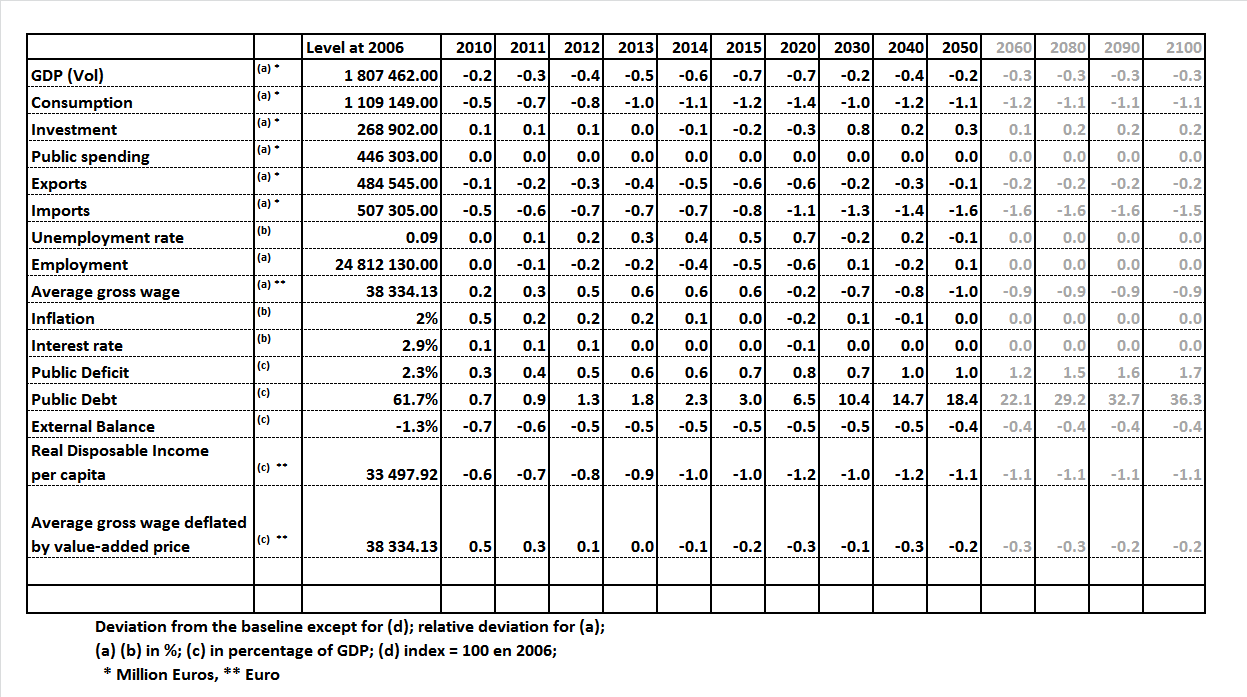 Level at 2006 2010 2011 2012 2013 2014 2015 2020 2030 2040 2050 2060 2080 2090 2100
GDP (Vol) (a) * 1 807 462.00 -0.2 -0.3 -0.4 -0.5 -0.6 -0.7 -0.7 -0.2 -0.4 -0.2 -0.3 -0.3 -0.3 -0.3
Consumption (a) * 1 109 149.00 -0.5 -0.7 -0.8 -1.0 -1.1 -1.2 -1.4 -1.0 -1.2 -1.1 -1.2 -1.1 -1.1 -1.1
Investment (a) * 268 902.00 0.1 0.1 0.1 0.0 -0.1 -0.2 -0.3 0.8 0.2 0.3 0.1 0.2 0.2 0.2
Public spending (a) * 446 303.00 0.0 0.0 0.0 0.0 0.0 0.0 0.0 0.0 0.0 0.0 0.0 0.0 0.0 0.0
Exports (a) * 484 545.00 -0.1 -0.2 -0.3 -0.4 -0.5 -0.6 -0.6 -0.2 -0.3 -0.1 -0.2 -0.2 -0.2 -0.2
Imports (a) * 507 305.00 -0.5 -0.6 -0.7 -0.7 -0.7 -0.8 -1.1 -1.3 -1.4 -1.6 -1.6 -1.6 -1.6 -1.5
Unemployment rate (b) 0.09 0.0 0.1 0.2 0.3 0.4 0.5 0.7 -0.2 0.2 -0.1 0.0 0.0 0.0 0.0
Employment (a) 24 812 130.00 0.0 -0.1 -0.2 -0.2 -0.4 -0.5 -0.6 0.1 -0.2 0.1 0.0 0.0 0.0 0.0
Average gross wage (a) ** 38 334.13 0.2 0.3 0.5 0.6 0.6 0.6 -0.2 -0.7 -0.8 -1.0 -0.9 -0.9 -0.9 -0.9
Inflation (b) 2% 0.5 0.2 0.2 0.2 0.1 0.0 -0.2 0.1 -0.1 0.0 0.0 0.0 0.0 0.0
Interest rate (b) 2.9% 0.1 0.1 0.1 0.0 0.0 0.0 -0.1 0.0 0.0 0.0 0.0 0.0 0.0 0.0
Public Deficit (c) 2.3% 0.3 0.4 0.5 0.6 0.6 0.7 0.8 0.7 1.0 1.0 1.2 1.5 1.6 1.7
Public Debt (c) 61.7% 0.7 0.9 1.3 1.8 2.3 3.0 6.5 10.4 14.7 18.4 22.1 29.2 32.7 36.3
External Balance (c) -1.3% -0.7 -0.6 -0.5 -0.5 -0.5 -0.5 -0.5 -0.5 -0.5 -0.4 -0.4 -0.4 -0.4 -0.4
Real Disposable Income
per capita (c) ** 33 497.92 -0.6 -0.7 -0.8 -0.9 -1.0 -1.0 -1.2 -1.0 -1.2 -1.1 -1.1 -1.1 -1.1 -1.1
Average gross wage deflated
by value-added price (c) ** 38 334.13 0.5 0.3 0.1 0.0 -0.1 -0.2 -0.3 -0.1 -0.3 -0.2 -0.3 -0.3 -0.2 -0.2
Deviation from the baseline except for (d); relative deviation for (a);
(a) (b) in %; (c) in percentage of GDP; (d) index = 100 en 2006;
* Million Euros, ** Euro